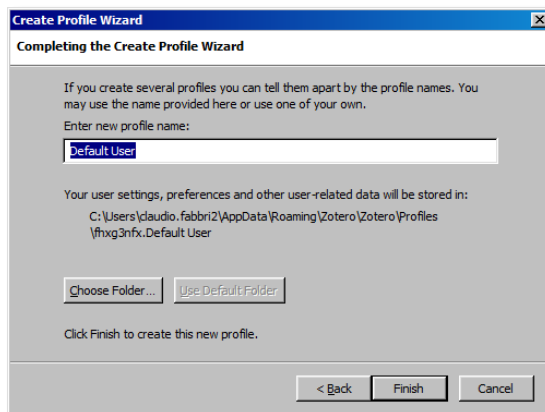 Create Profile Wizard
Completing the Create Profile Wizard
If you create several profiles you can tell them apart by the profile names. You
may use the name provided here or use one of your own.
Enter new profile name:
Default User
Your user settings, preferences and other user-related data will be stored in:
C:\Users\claudio.fabbri2\AppData\Roaming\Zotero\Zotero\Profiles
\fhxg3nfx.Default User
Choose Folder...
Use Default Folder
Click Finish to create this new profile.
< Back
Finish
Cancel